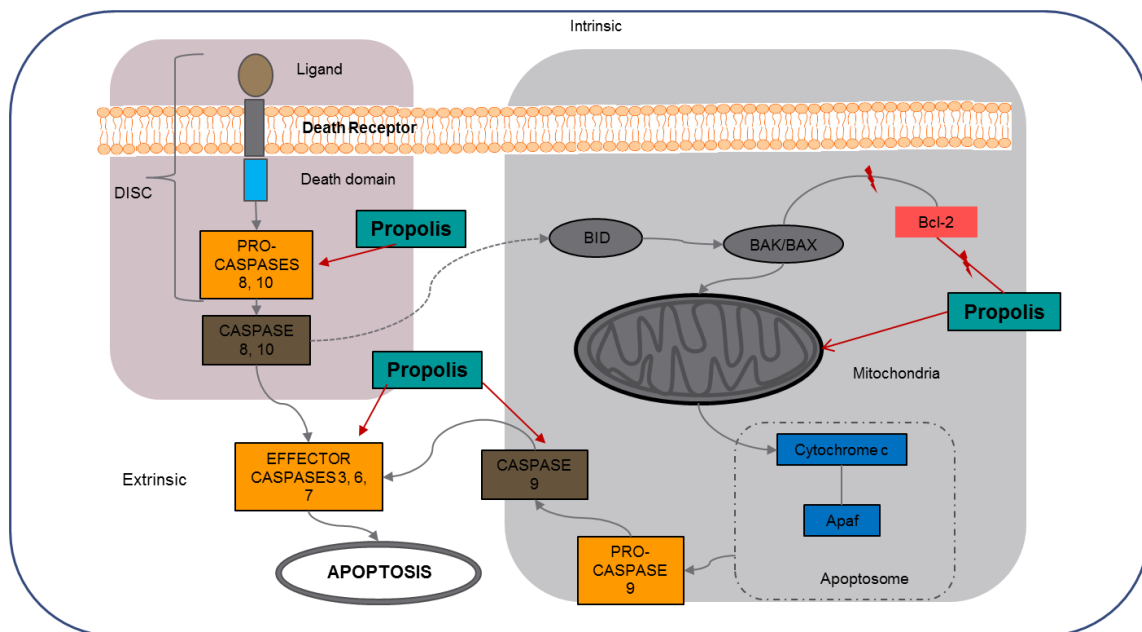 Intrinsic
Ligand
Death Receptor
DISC
Death domain
Propolis
PRO-
CASPASES
8, 10
CASPASE
8, 10
BID
BAK/BAX
Bcl-2
Propolis
Mitochondria
Propolis
Extrinsic
EFFECTOR
CASPASES 3, 6,
7
CASPASE
9
Cytochrome c
Apaf
Apoptosome
PRO-
CASPASE
9
APOPTOSIS